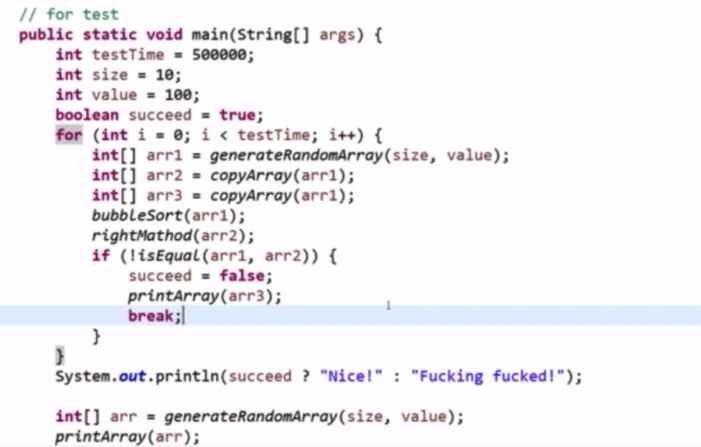 // for test
public static void main(String[] args) {
int testTime = 500000;
int size = 10;
int value = 100;
boolean succeed = true;
for (int i = 0; i < testTime; i++) {
int[] arr1 = generateRandomArray(size, value);
int[] arr2 = copyArray(arr1);
int[] arr3 = copyArray(arr1);
bubbleSort(arr1);
rightMathod(arr2);
if (!isEqual(arr1, arr2)) {
succeed = false;
printArray(arr3);
break;
}
}
System.out.println(succeed ? "Nice!" : "Fucking fucked!");
int[] arr = generateRandomArray(size, value);
printArray(arr);